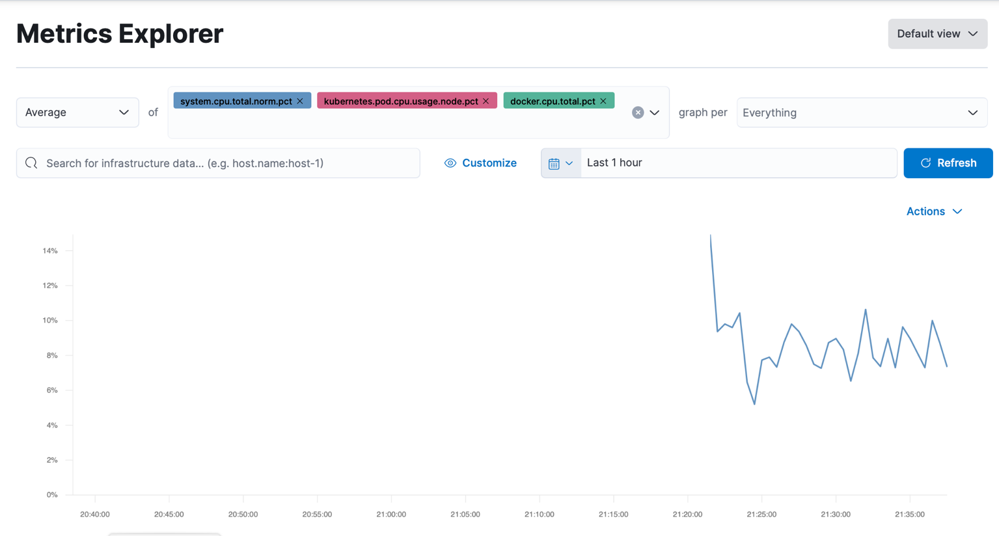 Metrics Explorer
Default view
Average
of
system.cpu.total.norm.pct
kubernetes.pod.cpu.usage.node.pct
docker.cpu.total.pct
graph per
Everything
Search for infrastructure data... (e.g. host.name:host-1)
Customize
Last 1 hour
Refresh
Actions
14%
12%
10%
8%
6%
4%
2%
0%
20:40:00
20:45:00
20:50:00
20:55:00
21:00:00
21:05:00
21:10:00
21:15:00
21:20:00
21:25:00
21:30:00
21:35:00